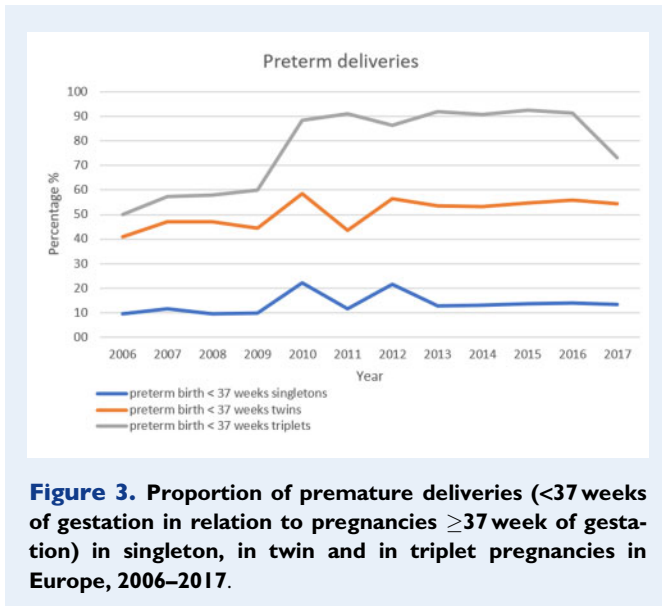 Preterm deliveries
100
90
80
70
60
50
40
30
20
10
00
Percentage %
2006 2007 2008 2009 2010 2011 2012 2013 2014 2015 2016 2017
Year
preterm birth < 37 weeks singletons
preterm birth < 37 weeks twins
preterm birth < 37 weeks triplets
Figure 3. Proportion of premature deliveries (<37 weeks
of gestation in relation to pregnancies ≥37 week of gesta-
tion) in singleton, in twin and in triplet pregnancies in
Europe, 2006–2017.